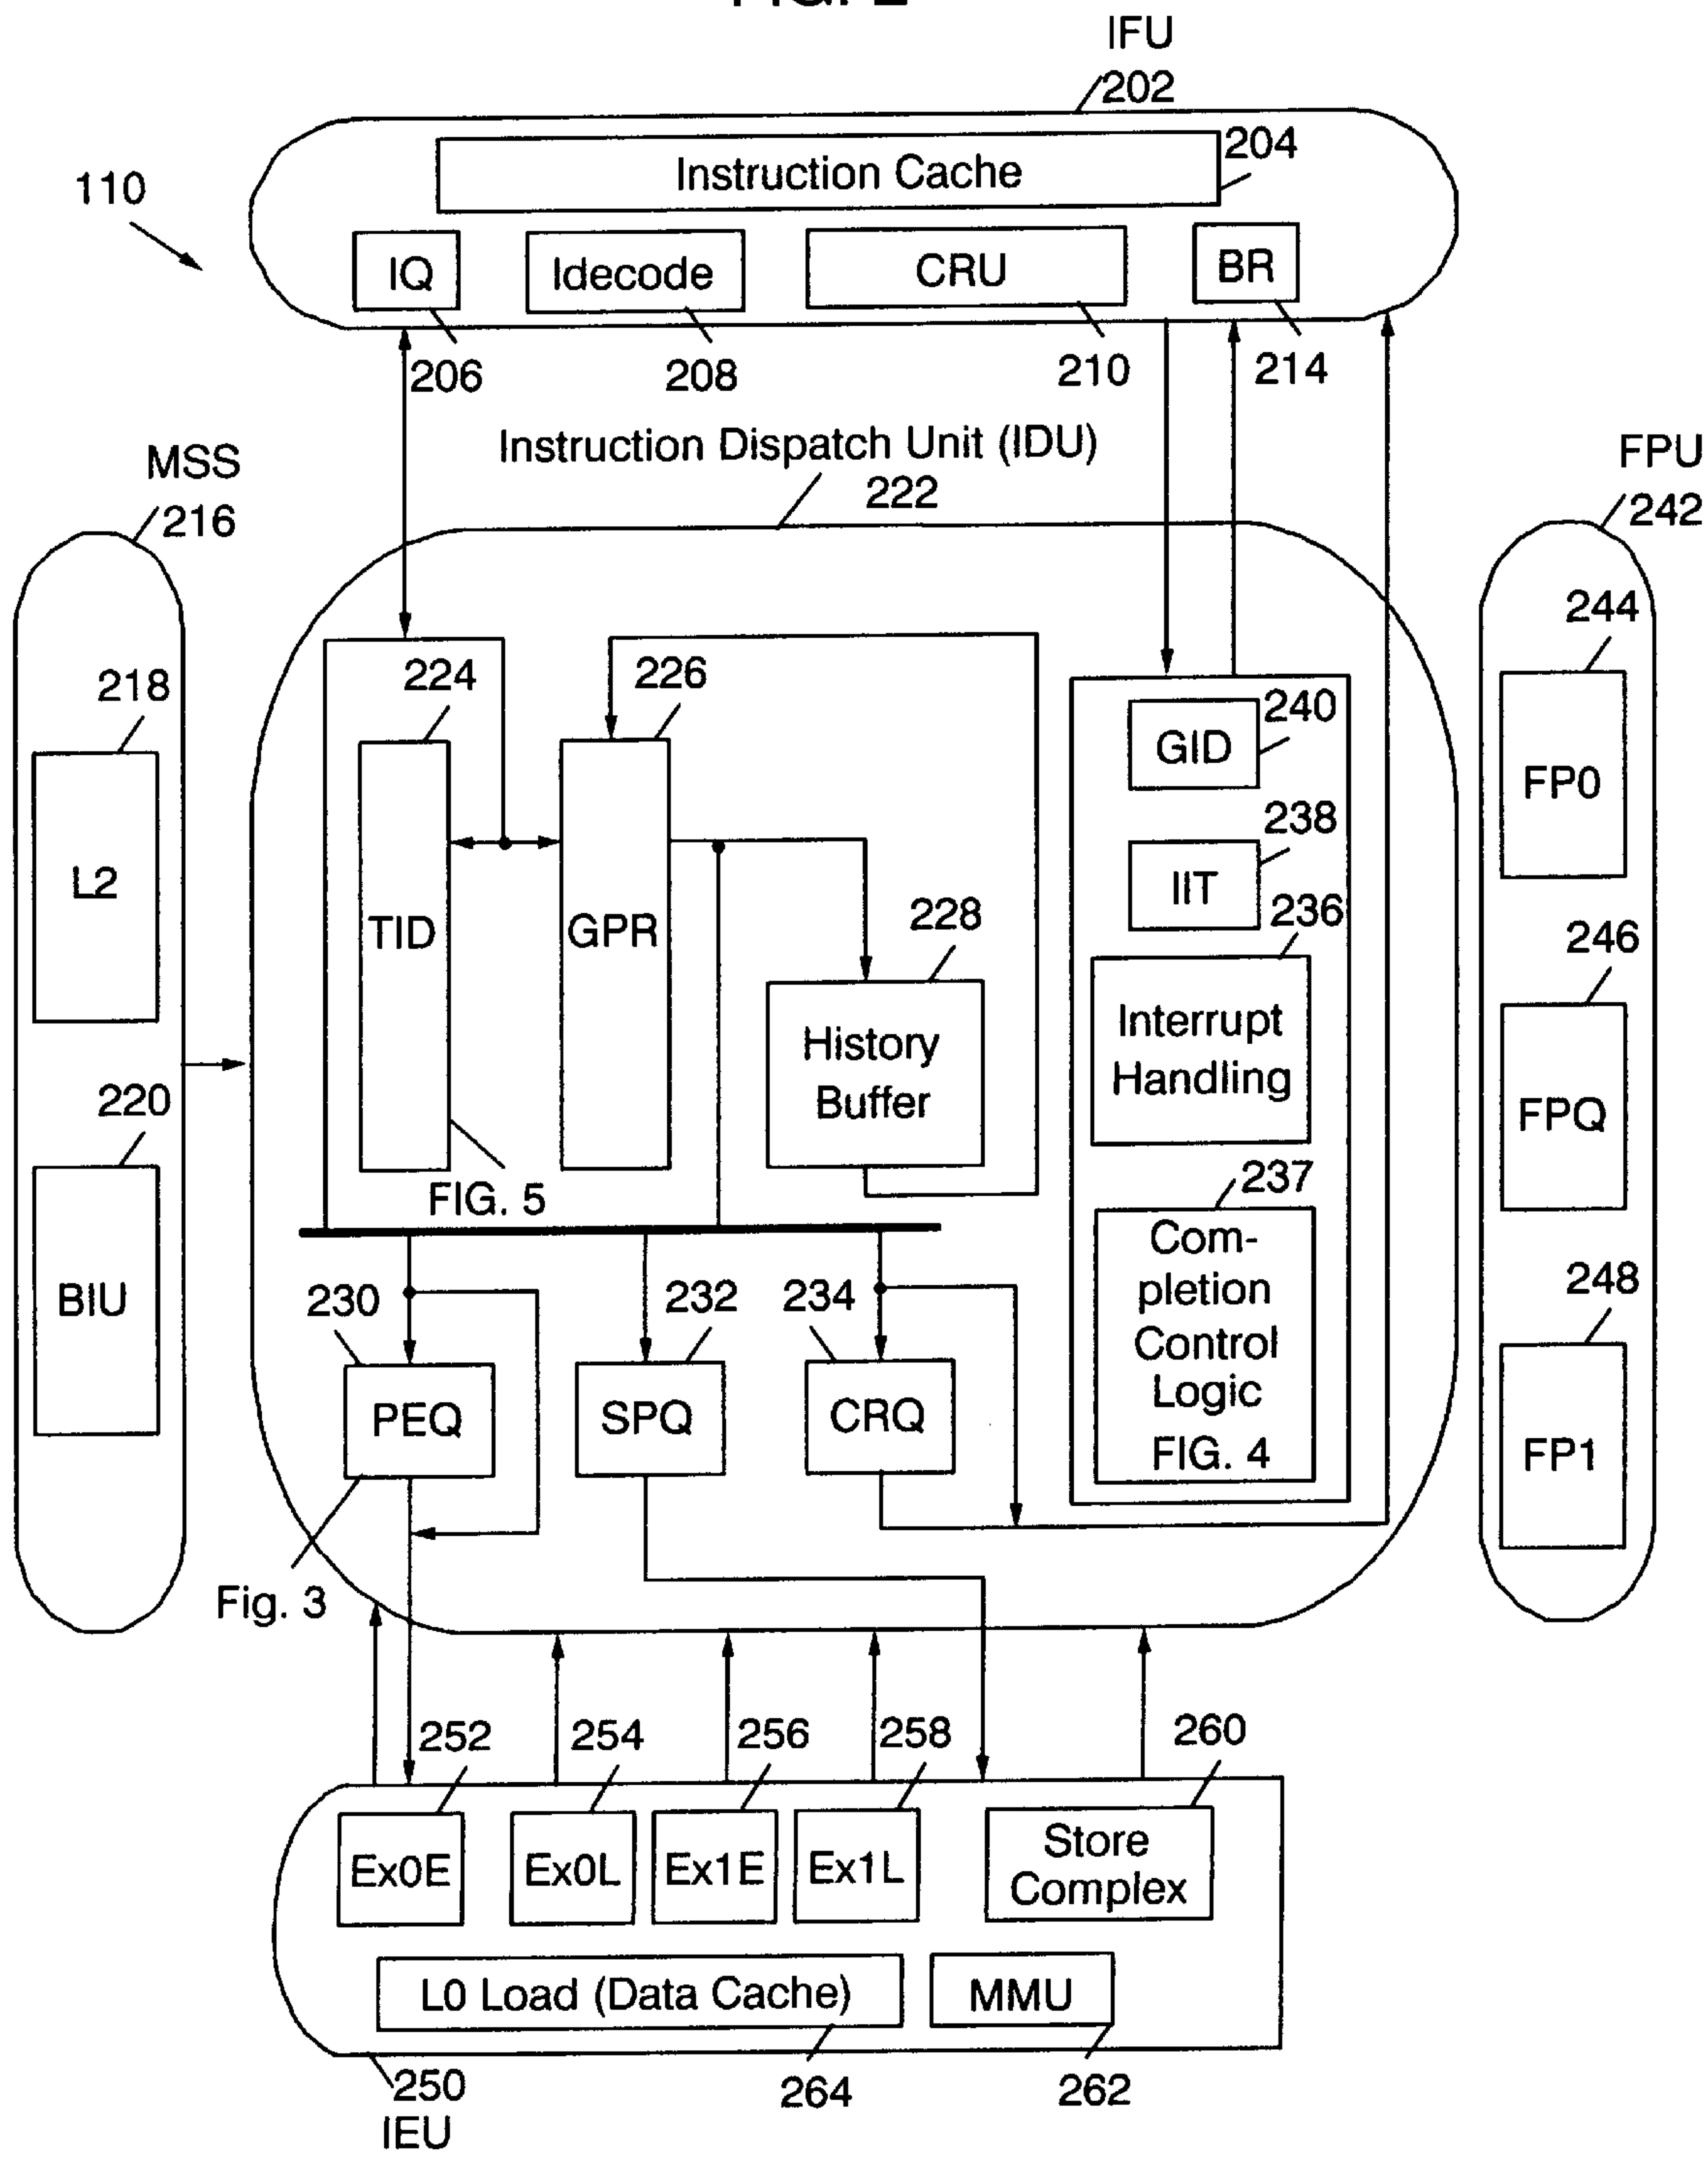 IFU
202
204
Instruction Cache
110
IQ
Idecode
CRU
BR
206
208
210
214
Instruction Dispatch Unit (IDU)
222
MSS
216
FPU
242
218
L2
220
BIU
224
226
TID
GPR
FIG. 5
228
History
Buffer
240
GID
238
IIT
236
Interrupt
Handling
237
Com-
pletion
Control
Logic
FIG. 4
244
FP0
246
FPQ
248
FP1
230
232
234
PEQ
SPQ
CRQ
Fig. 3
252
254
256
258
260
Ex0E
Ex0L
Ex1E
Ex1L
Store
Complex
L0 Load (Data Cache)
MMU
250
264
262
IEU